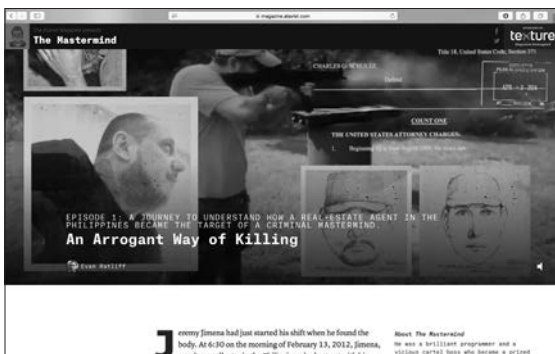 magazine.atavist.com
The Mastermind
texture
Title 18, United States Code, Section 371
CHARLES G. SCHULTZ
Defend
COUNT ONE
THE UNITED STATES ATTORNEY CHARGES:
1. Beginning
EPISODE 1: A JOURNEY TO UNDERSTAND HOW A REAL-ESTATE AGENT IN THE
PHILIPPINES BECAME THE TARGET OF A CRIMINAL MASTERMIND.
An Arrogant Way of Killing
Evan Ratliff
Jeremy Jimena had just started his shift when he found the
body. At 6:30 on the morning of February 13, 2012, Jimena,
About The Mastermind
He was a brilliant programmer and a
vicious cartel boss who became a prized